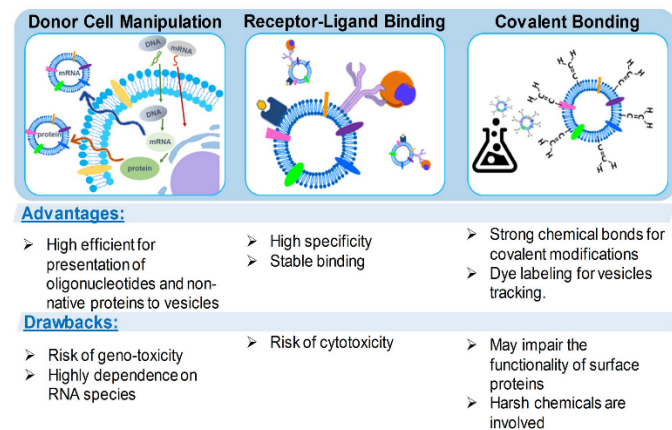 Donor Cell Manipulation
Receptor-Ligand Binding
Covalent Bonding
DNA
mRNA
mRNA
DNA
mRNA
protein
protein
H
C
C
C
H
C
C
C
H
C
C
C
H
C
C
C
H
C
C
C
H
C
C
C
Advantages:
➢ High efficient for
presentation of
oligonucleotides and non-
native proteins to vesicles
➢ High specificity
➢ Stable binding
➢ Strong chemical bonds for
covalent modifications
➢ Dye labeling for vesicles
tracking.
Drawbacks:
➢ Risk of geno-toxicity
➢ Highly dependence on
RNA species
➢ Risk of cytotoxicity
➢ May impair the
functionality of surface
proteins
➢ Harsh chemicals are
involved